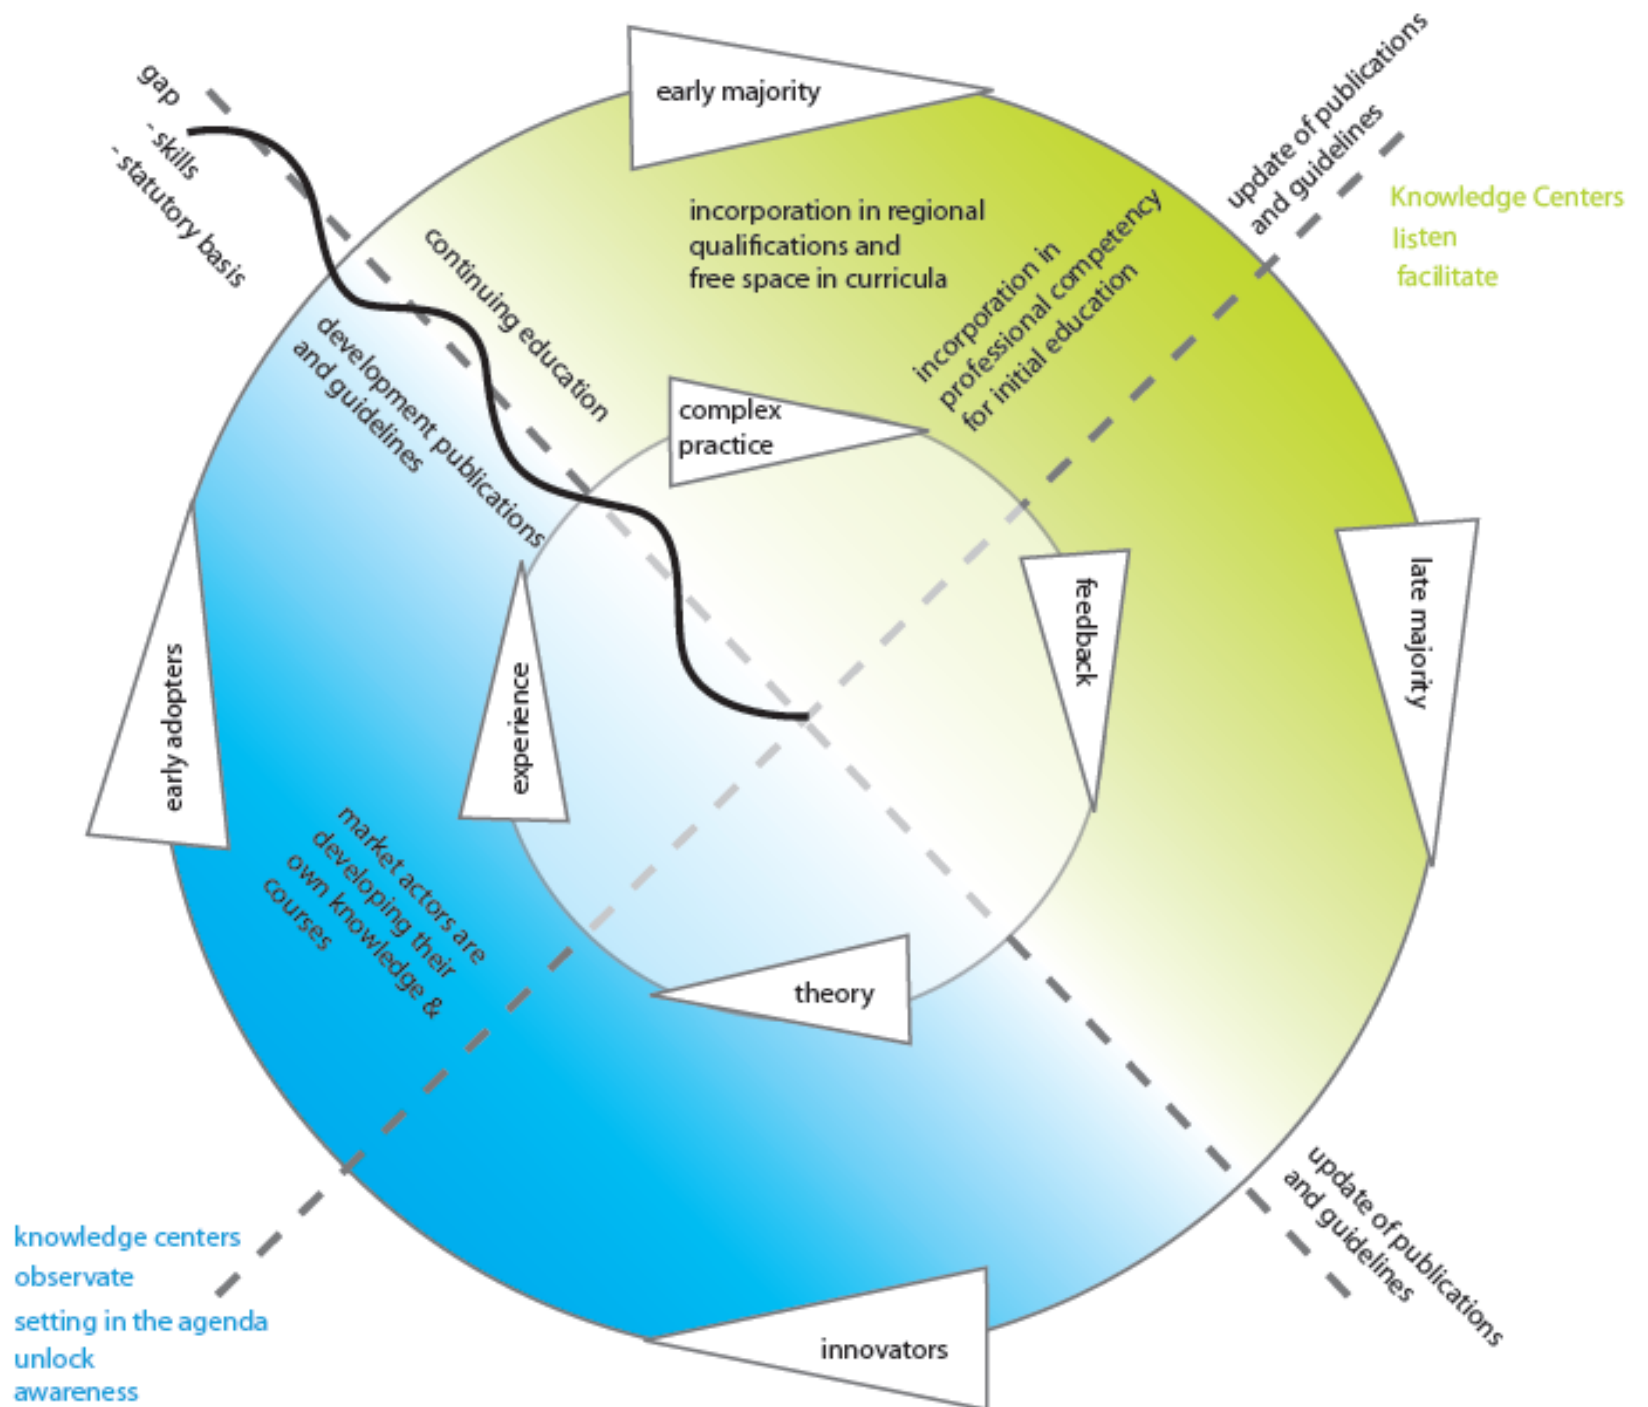 early majority
gap
- skills
- statutory basis
update of publications
and guidelines
Knowledge Centers
listen
facilitate
continuing education
incorporation in regional
qualifications and
free space in curricula
incorporation in
professional competency
for initial education
development publications
and guidelines
complex
practice
feedback
late majority
early adopters
experience
market actors are
developing their
own knowledge &
courses
theory
knowledge centers
observate
setting in the agenda
unlock
awareness
innovators
update of publications
and guidelines